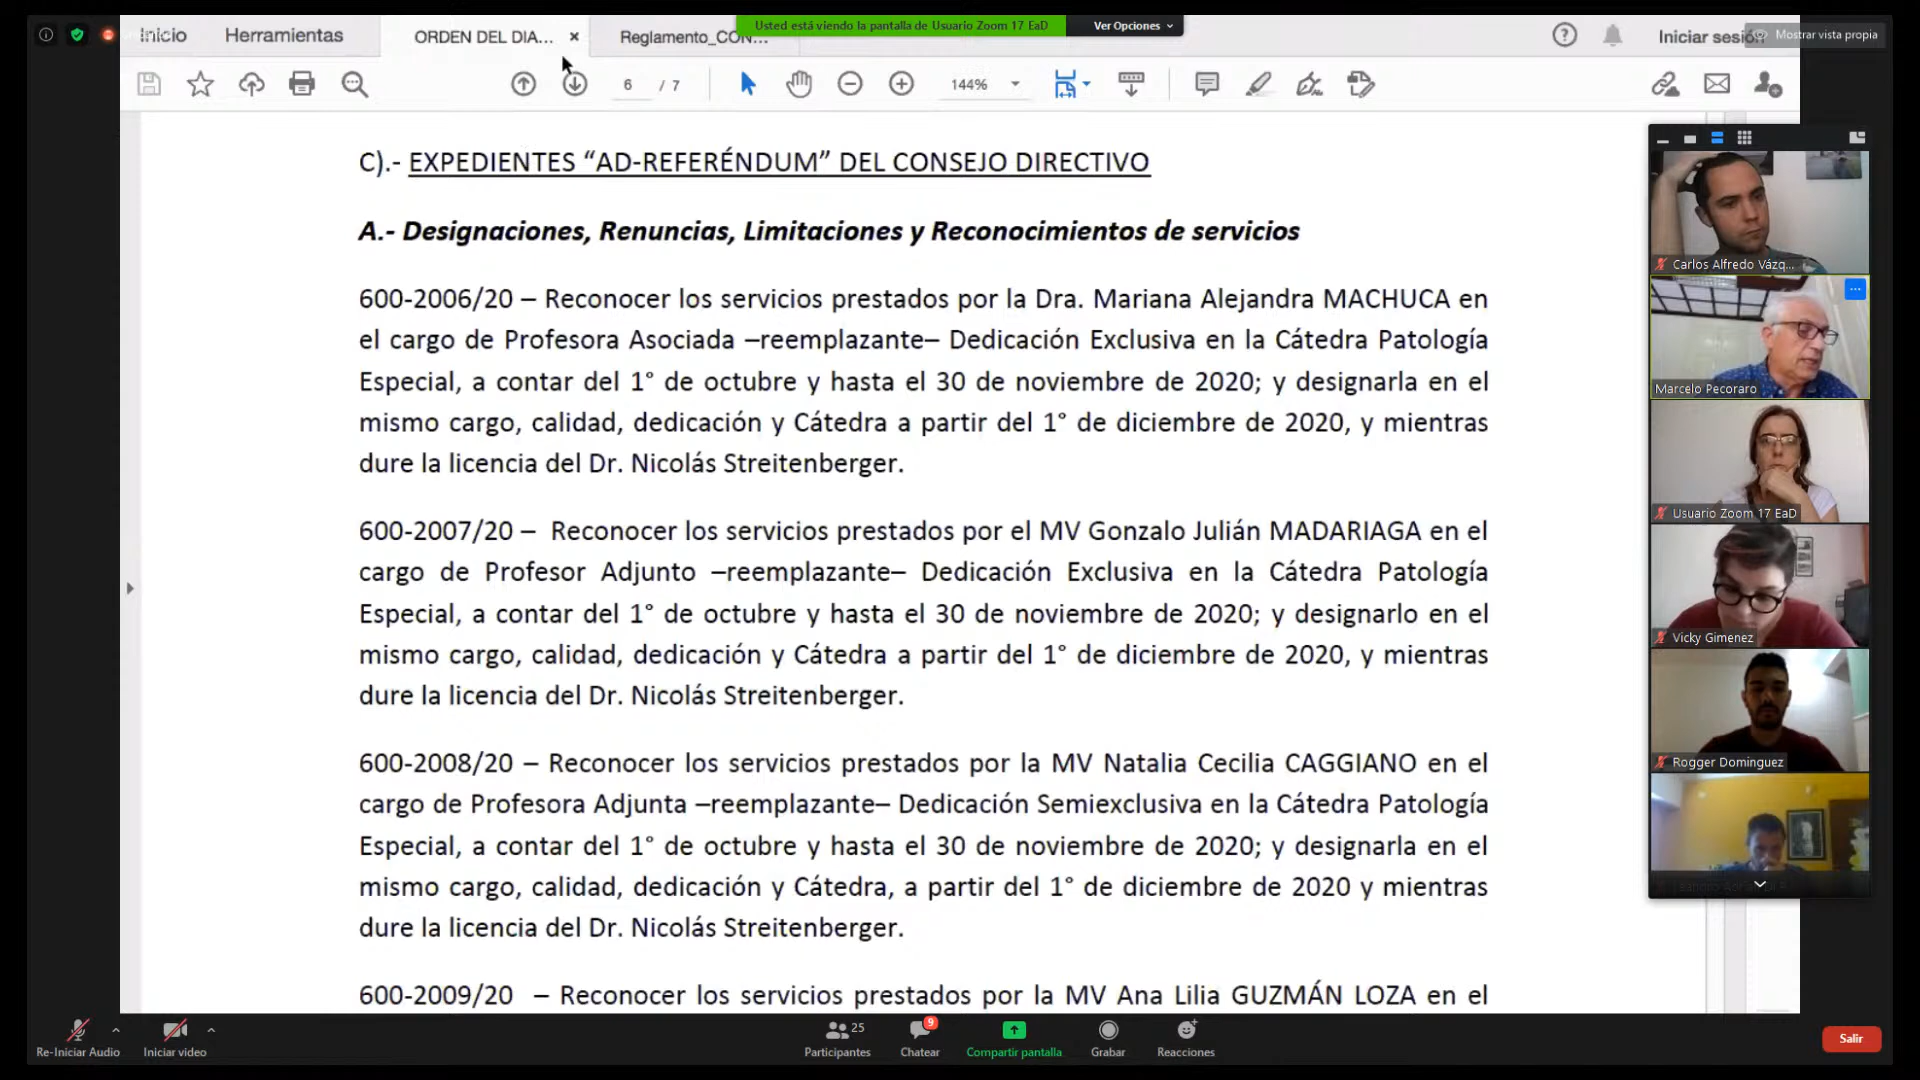 Usted está viendo la pantalla de Usuario Zoom 17 EaD
Ver Opciones
Inicio
Herramientas
ORDEN DEL DIA...
Reglamento_CON...
Iniciar sesión
Mostrar vista propia
6 / 7
144%
C).- EXPEDIENTES “AD-REFERÉNDUM” DEL CONSEJO DIRECTIVO
A.- Designaciones, Renuncias, Limitaciones y Reconocimientos de servicios
600-2006/20 – Reconocer los servicios prestados por la Dra. Mariana Alejandra MACHUCA en
el cargo de Profesora Asociada –reemplazante– Dedicación Exclusiva en la Cátedra Patología
Especial, a contar del 1° de octubre y hasta el 30 de noviembre de 2020; y designarla en el
mismo cargo, calidad, dedicación y Cátedra a partir del 1° de diciembre de 2020, y mientras
dure la licencia del Dr. Nicolás Streitenberger.
600-2007/20 – Reconocer los servicios prestados por el MV Gonzalo Julián MADARIAGA en el
cargo de Profesor Adjunto –reemplazante– Dedicación Exclusiva en la Cátedra Patología
Especial, a contar del 1° de octubre y hasta el 30 de noviembre de 2020; y designarlo en el
mismo cargo, calidad, dedicación y Cátedra a partir del 1° de diciembre de 2020, y mientras
dure la licencia del Dr. Nicolás Streitenberger.
600-2008/20 – Reconocer los servicios prestados por la MV Natalia Cecilia CAGGIANO en el
cargo de Profesora Adjunta –reemplazante– Dedicación Semiexclusiva en la Cátedra Patología
Especial, a contar del 1° de octubre y hasta el 30 de noviembre de 2020; y designarla en el
mismo cargo, calidad, dedicación y Cátedra, a partir del 1° de diciembre de 2020 y mientras
dure la licencia del Dr. Nicolás Streitenberger.
600-2009/20 – Reconocer los servicios prestados por la MV Ana Lilia GUZMÁN LOZA en el
Carlos Alfredo Vázq...
Marcelo Pecoraro
Usuario Zoom 17 EaD
Vicky Gimenez
Rogger Dominguez
Re-Iniciar Audio
Iniciar video
25
Participantes
9
Chatear
Compartir pantalla
Grabar
Reacciones
Salir